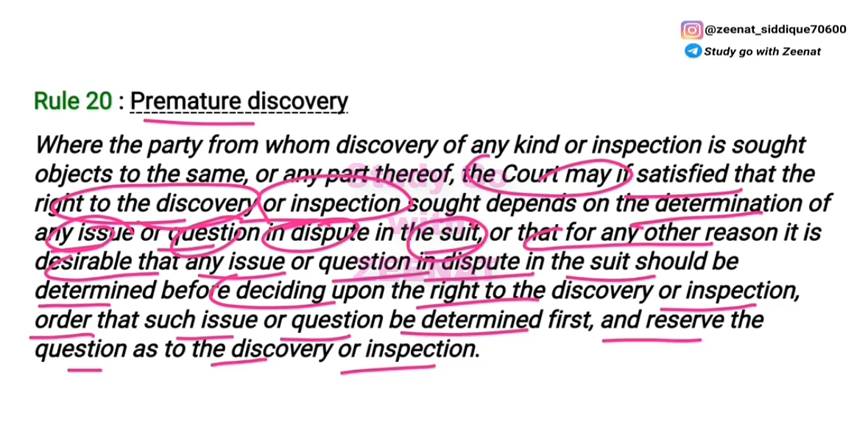 @zeenat_siddique70600
Study go with Zeenat
Rule 20 : Premature discovery
Where the party from whom discovery of any kind or inspection is sought
objects to the same, or any part thereof, the Court may if satisfied that the
right to the discovery or inspection sought depends on the determination of
any issue or question in dispute in the suit, or that for any other reason it is
desirable that any issue or question in dispute in the suit should be
determined before deciding upon the right to the discovery or inspection,
order that such issue or question be determined first, and reserve the
question as to the discovery or inspection.
Study Go
with
ZEENAT